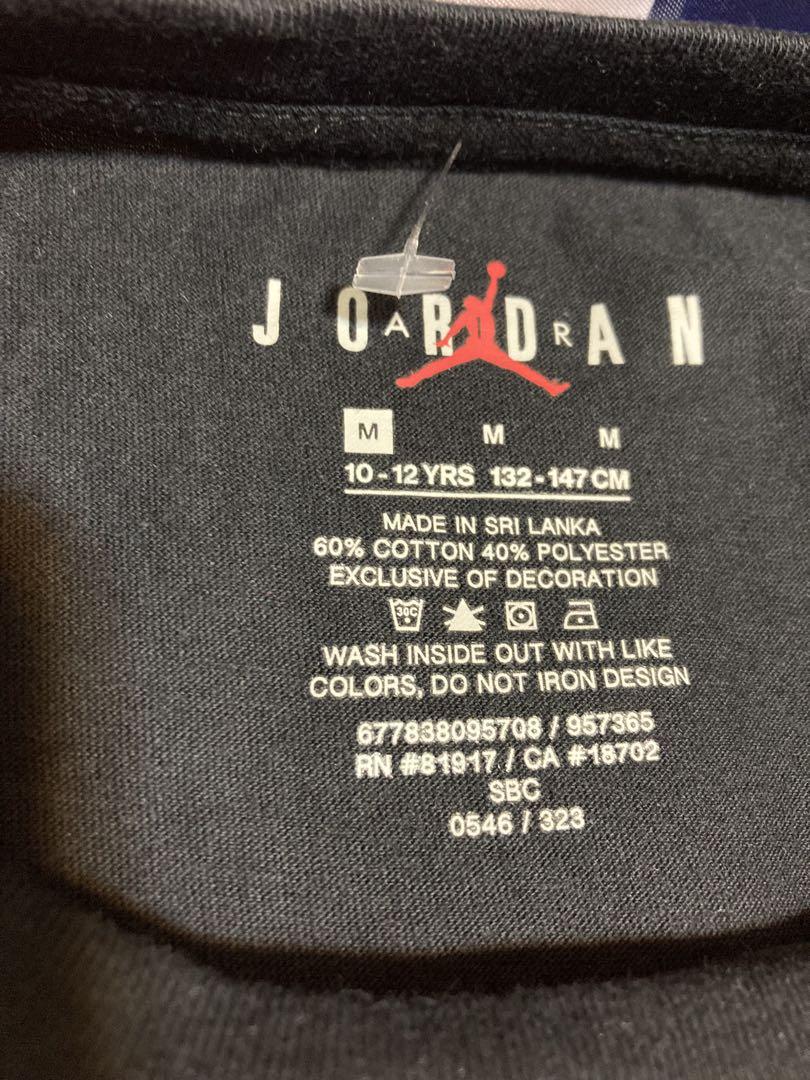 JORDAN
AIR
M M M
10-12 YRS 132-147 CM
MADE IN SRI LANKA
60% COTTON 40% POLYESTER
EXCLUSIVE OF DECORATION
30C
WASH INSIDE OUT WITH LIKE
COLORS, DO NOT IRON DESIGN
677838095708 / 957365
RN #81917 / CA #18702
SBC
0546 / 323